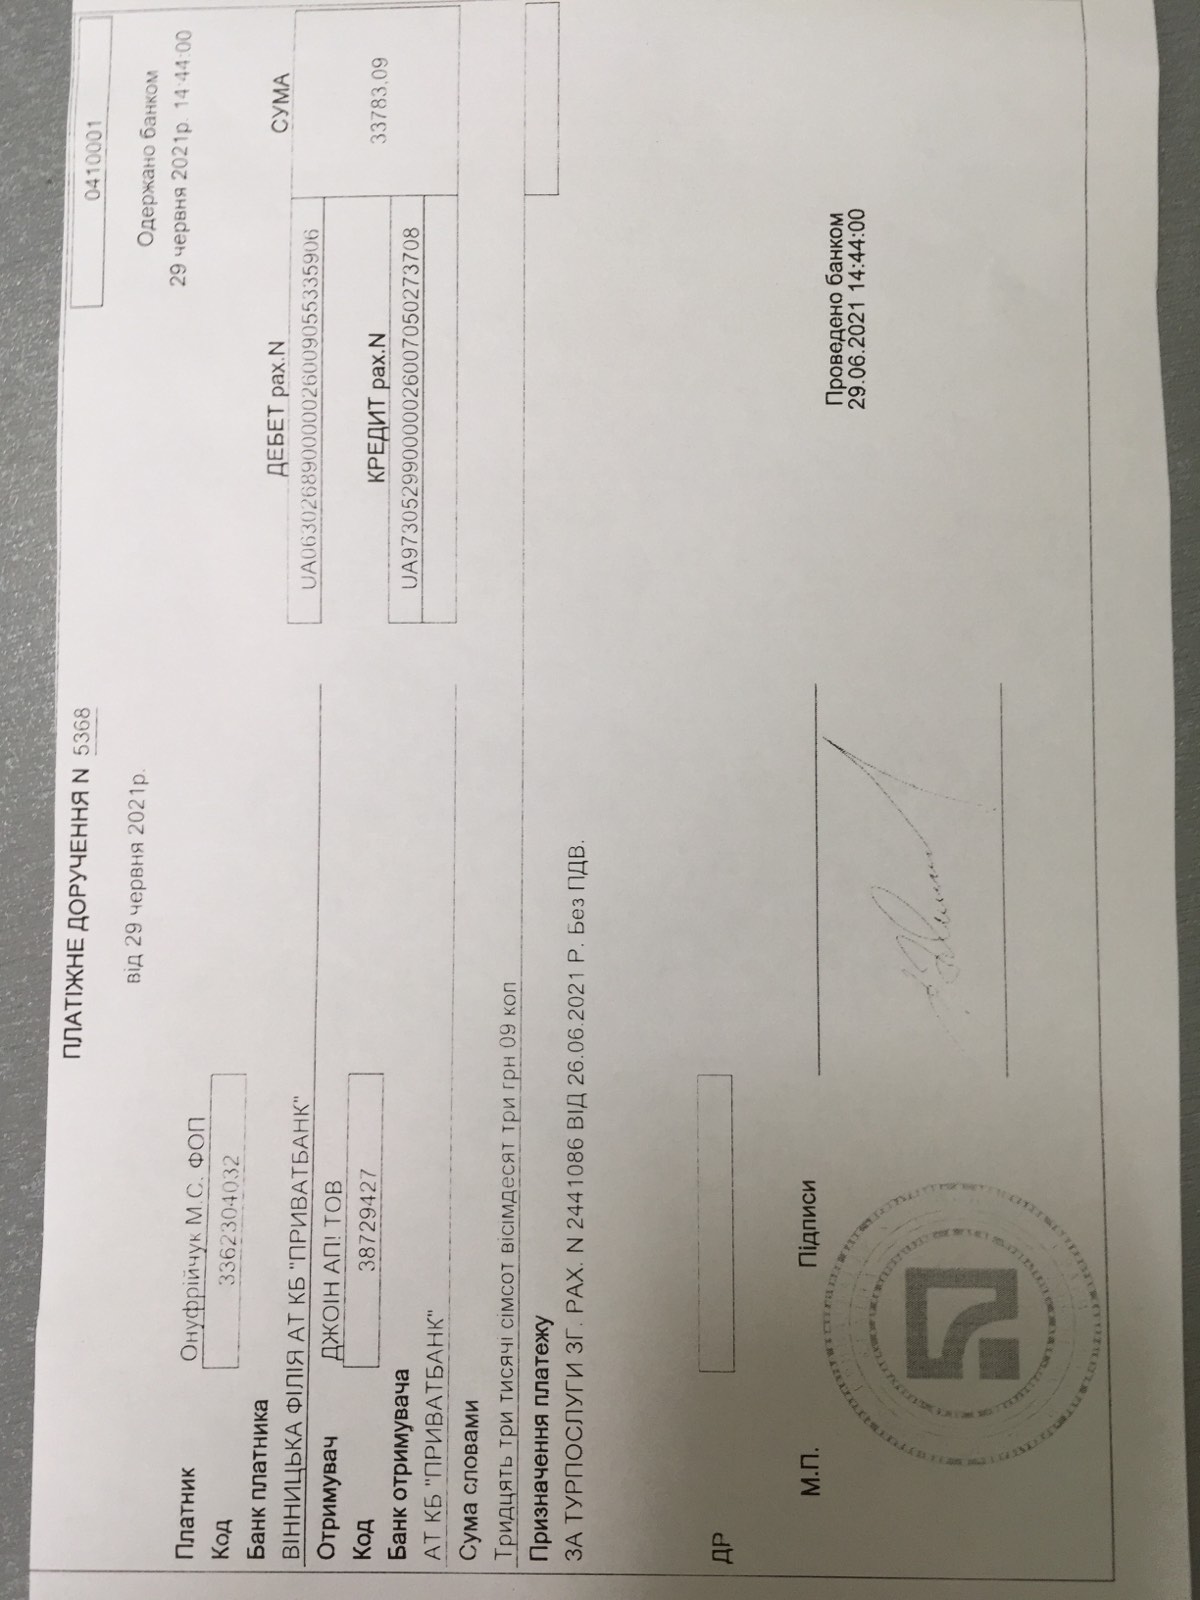 ПЛАТІЖНЕ ДОРУЧЕННЯ N 5368
0410001
від 29 червня 2021р.
Одержано банком
29 червня 2021р. 14:44:00
Платник Онуфрійчук М.С. ФОП
Код 3362304032
Банк платника
ВІННИЦЬКА ФІЛІЯ АТ КБ "ПРИВАТБАНК"
ДЕБЕТ рах.N СУМА
UA063026890000026009055335906
Отримувач ДЖОІН АП! ТОВ
Код 38729427
КРЕДИТ рах.N 33783,09
UA973052990000026007050273708
Банк отримувача
АТ КБ "ПРИВАТБАНК"
Сума словами
Тридцять три тисячі сімсот вісімдесят три грн 09 коп
Призначення платежу
ЗА ТУРПОСЛУГИ ЗГ. РАХ. N 2441086 ВІД 26.06.2021 Р. Без ПДВ.
ДР
М.П. Підписи
Проведено банком
29.06.2021 14:44:00